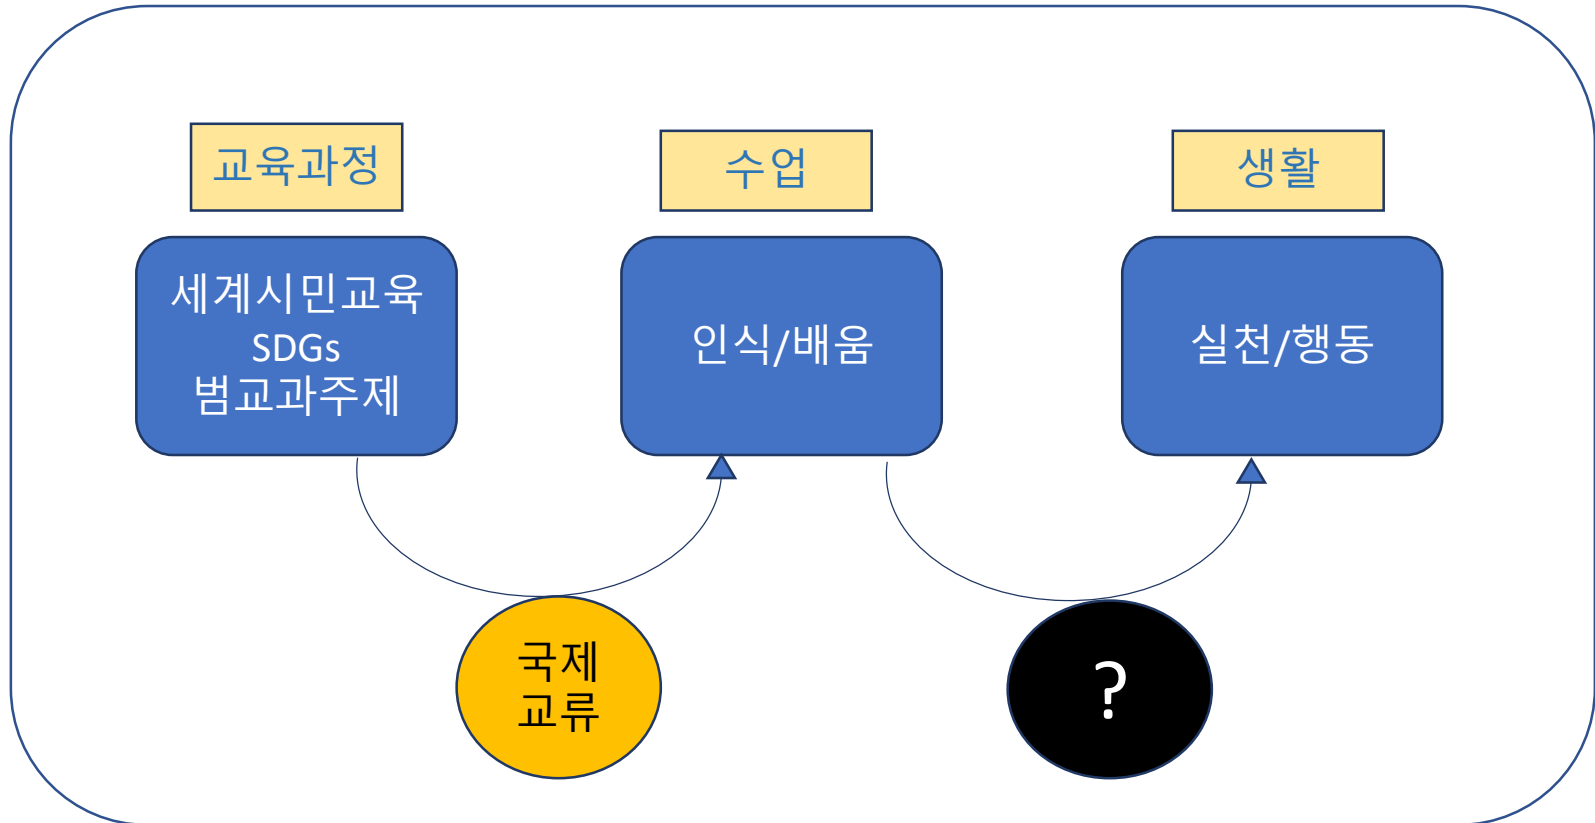 교육과정
수업
생활
세계시민교육
SDGs
범교과주제
인식/배움
실천/행동
국제
교류
?